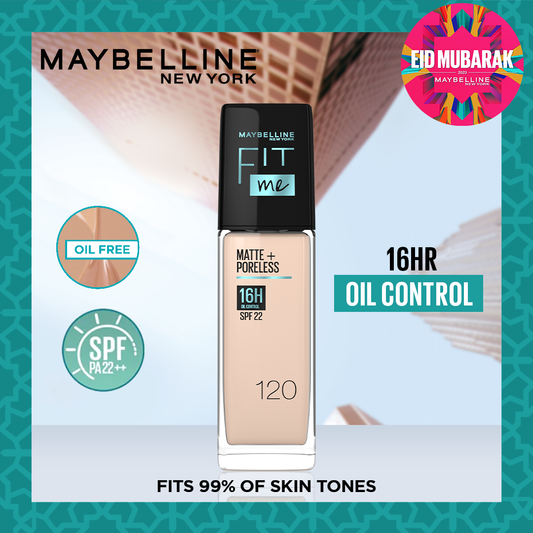 MAYBELLINE
NEW YORK
EID MUBARAK
2023
MAYBELLINE
NEW YORK
MAYBELLINE
NEW YORK
FIT
me
MATTE +
PORELESS
16H
OIL CONTROL
SPF 22
120
OIL FREE
SPF
PA22++
16HR
OIL CONTROL
FITS 99% OF SKIN TONES